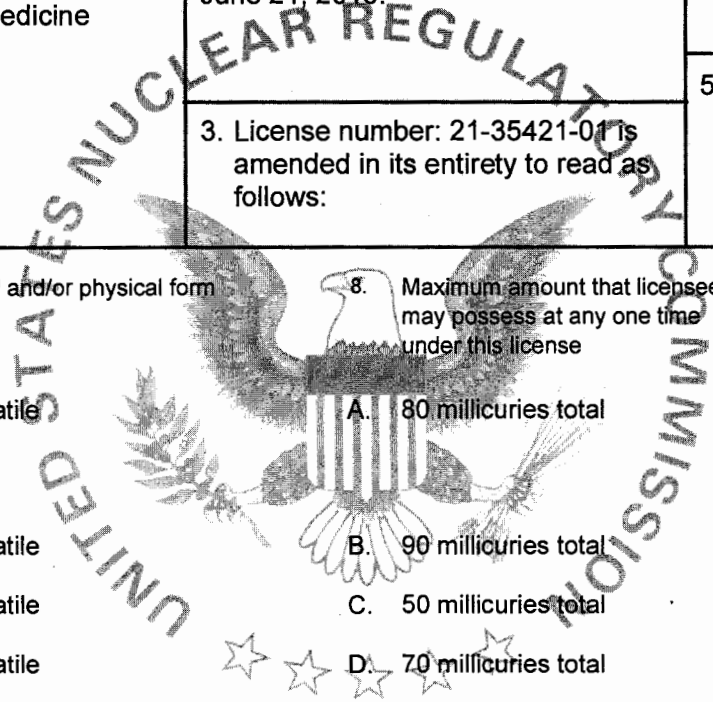 edicine
5
3. License number: 21-35421-01 is
amended in its entirety to read as
follows:
UNITED STATES NUCLEAR REGULATORY COMMISSION
and/or physical form
8. Maximum amount that licensee
may possess at any one time
under this license
atile A. 80 millicuries total
atile B. 90 millicuries total
atile C. 50 millicuries total
atile D. 70 millicuries total